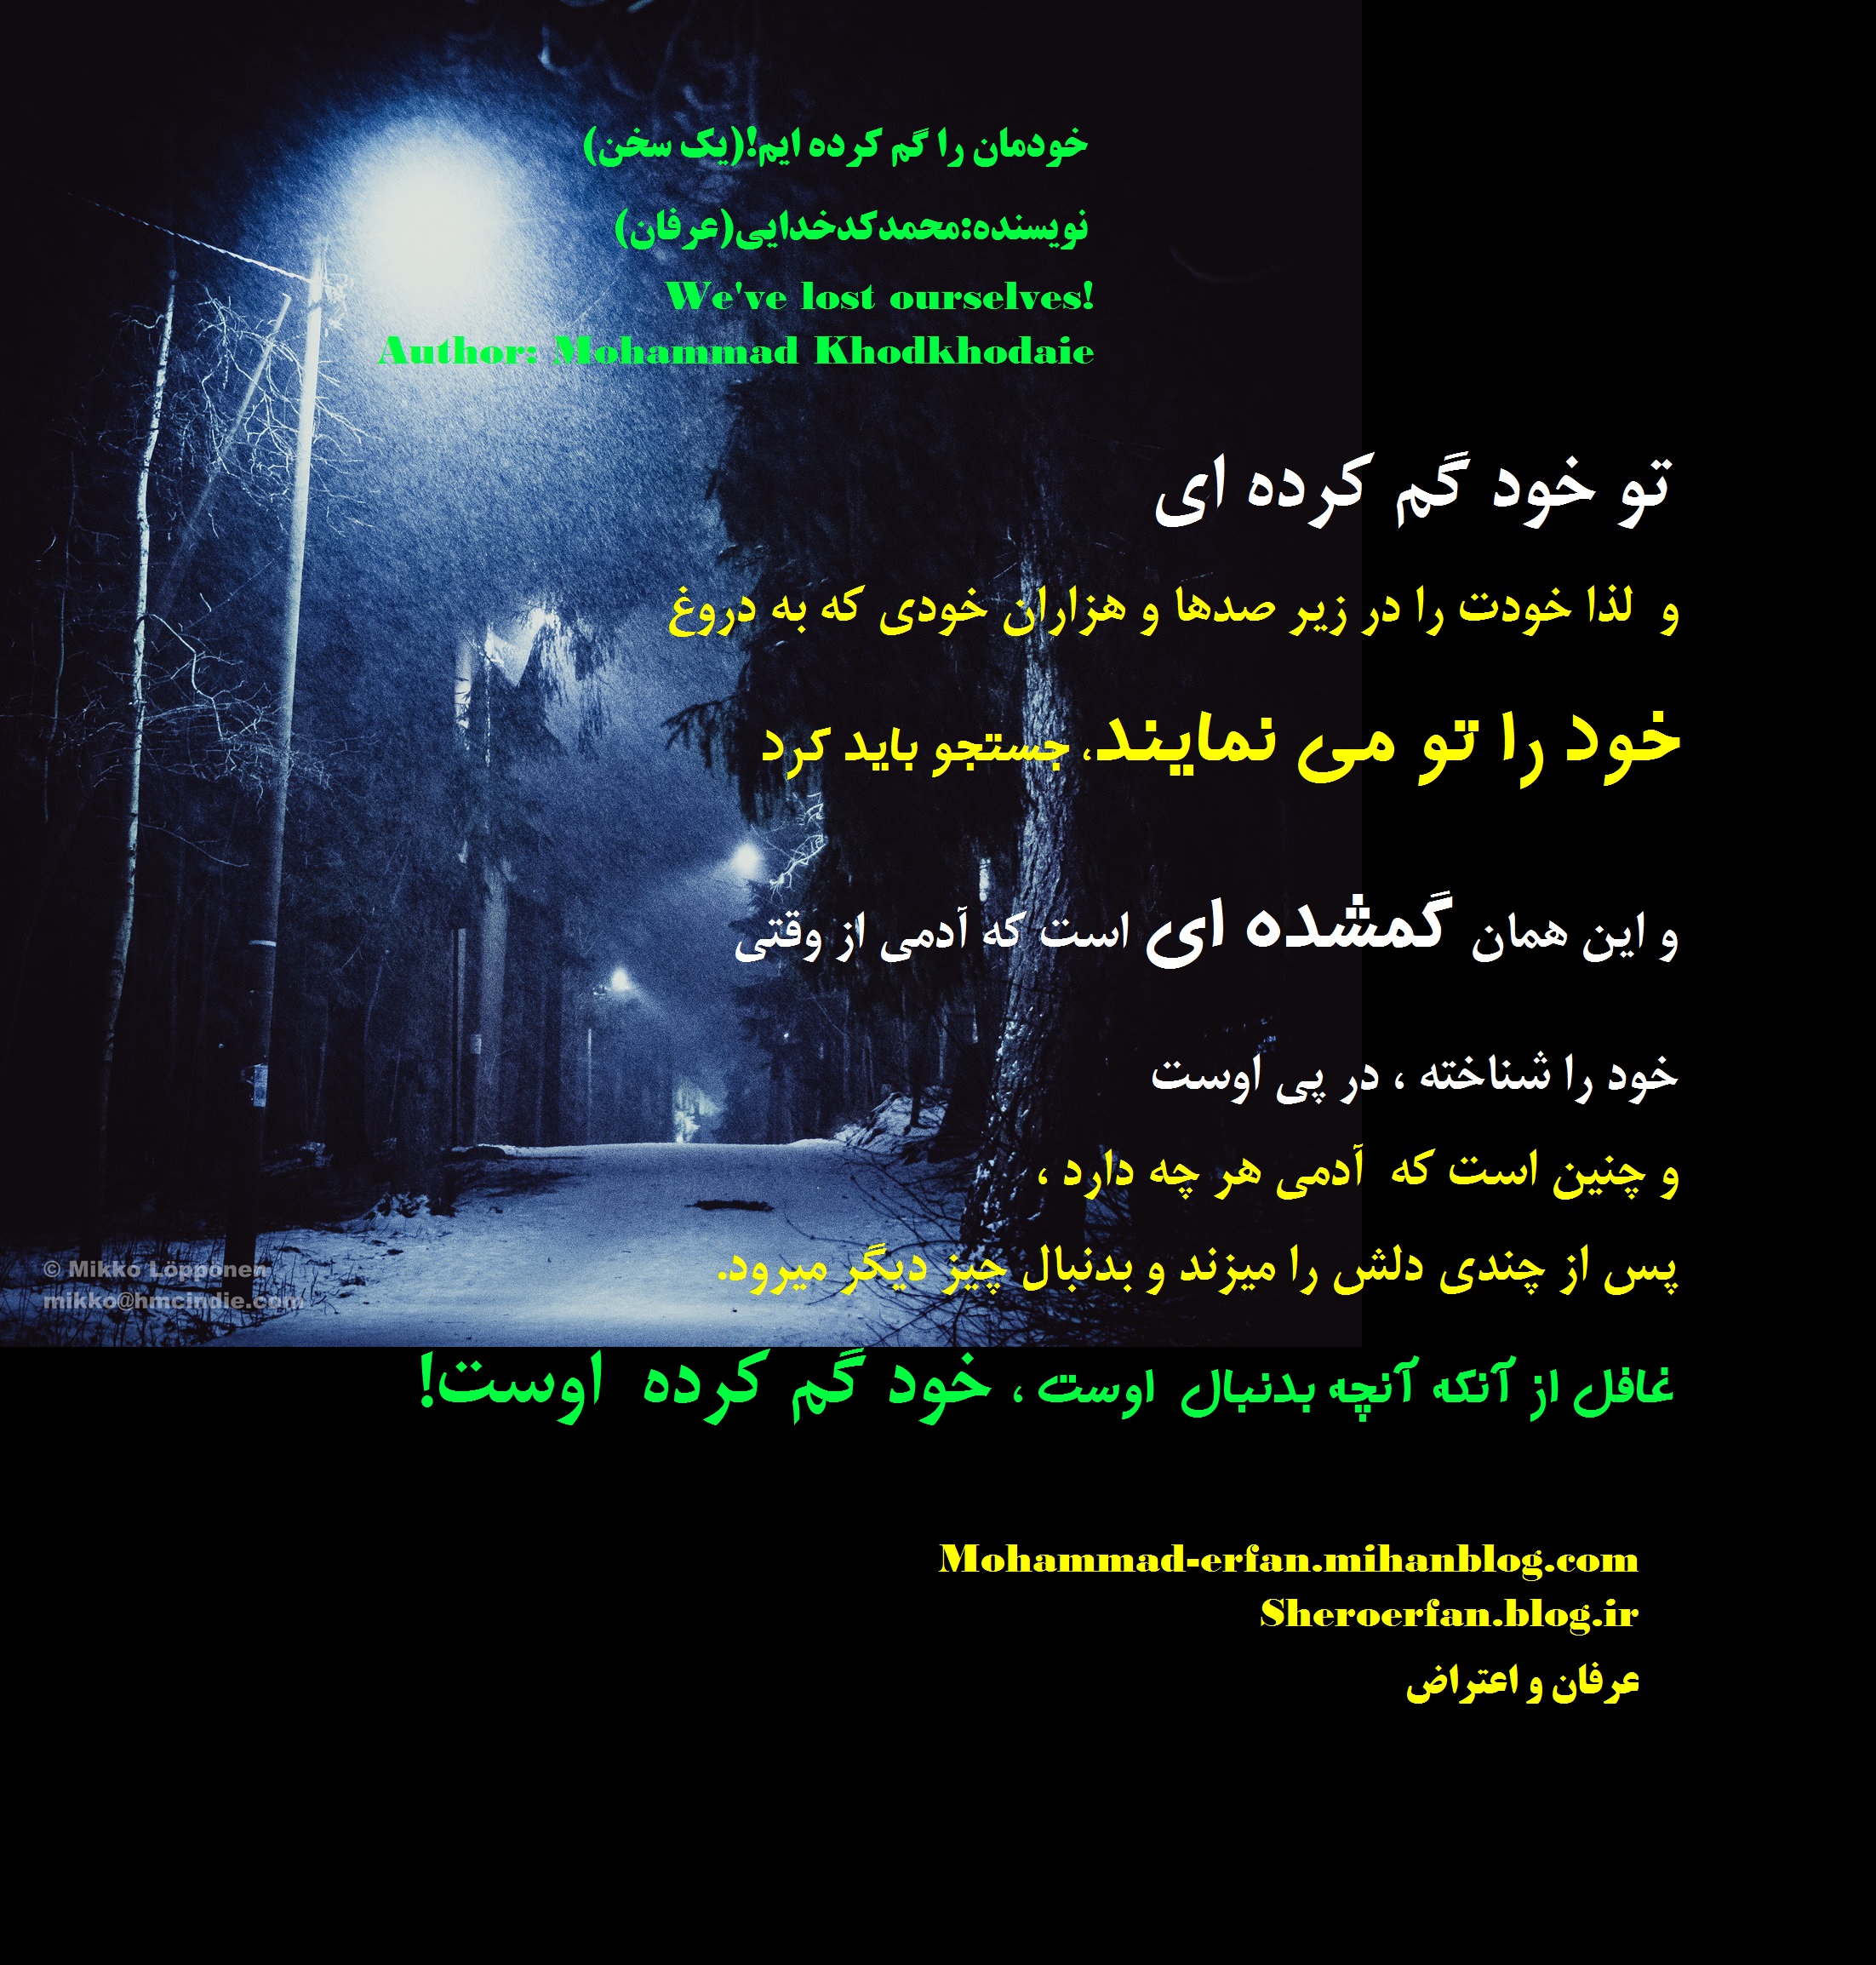 خودمان را گم کرده ایم!(یک سخن)
نویسنده:محمدکدخدایی(عرفان)
We've lost ourselves!
Author: Mohammad Khodkhodaie
تو خود گم کرده ای
و لذا خودت را در زیر صدها و هزاران خودی که به دروغ
خود را تو می نمایند، جستجو باید کرد
و این همان گمشده ای است که آدمی از وقتی
خود را شناخته ، در پی اوست
و چنین است که آدمی هر چه دارد ،
پس از چندی دلش را میزند و بدنبال چیز دیگر میرود.
غافل از آنکه آنچه بدنبال اوست ، خود گم کرده اوست!
© Mikko Löppönen
mikko@hmcindie.com
Mohammad-erfan.mihanblog.com
Sheroerfan.blog.ir
عرفان و اعتراض